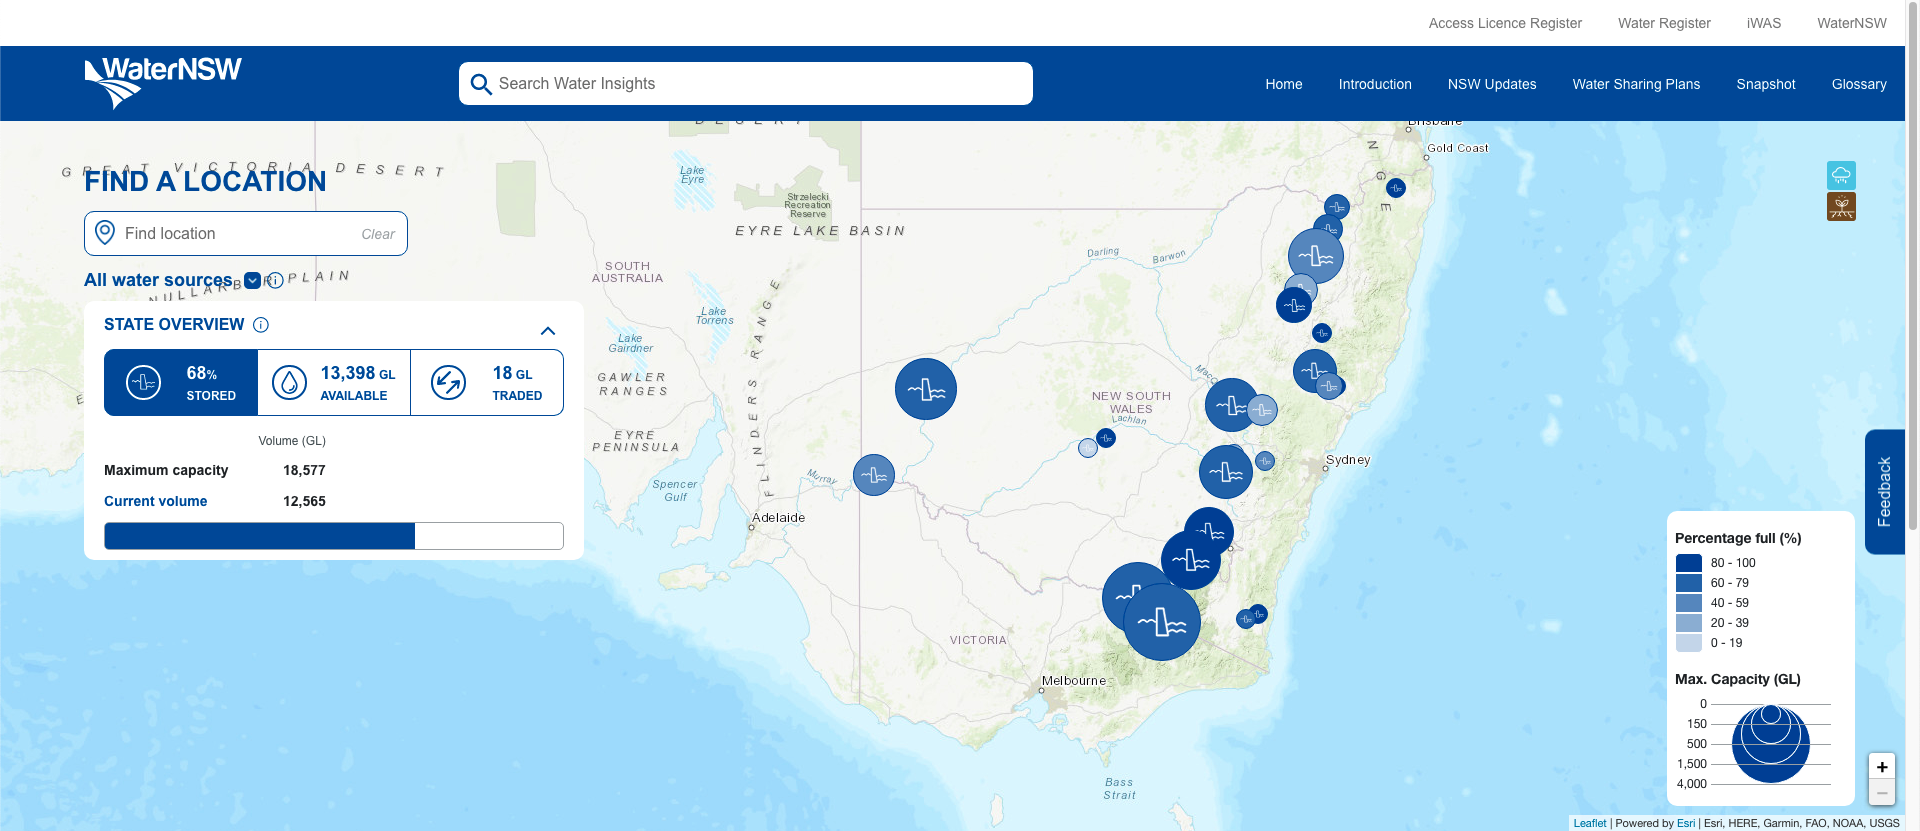 Access Licence Register Water Register iWAS WaterNSW
WaterNSW
Search Water Insights
Home Introduction NSW Updates Water Sharing Plans Snapshot Glossary
DESERT
Brisbane
Gold Coast
GREAT VICTORIA DESERT
FIND A LOCATION
Lake
Eyre
Strzelecki
Recreation
Reserve
NGE
Find location Clear
EYRE LAKE BASIN
Darling
Barwon
SOUTH
AUSTRALIA
All water sources
NULLARBOR PLAIN
STATE OVERVIEW
Lake
Torrens
Lake
Gairdner
FLINDERS RANGE
68% STORED
13,398 GL AVAILABLE
18 GL TRADED
GAWLER
RANGES
NEW SOUTH
WALES
Lachlan
EYRE
PENINSULA
Volume (GL)
Maximum capacity 18,577
Current volume 12,565
Sydney
Murray
Spencer
Gulf
Adelaide
Feedback
VICTORIA
Melbourne
Bass
Strait
Percentage full (%)
80 - 100
60 - 79
40 - 59
20 - 39
0 - 19
Max. Capacity (GL)
0
150
500
1,500
4,000
+
−
Leaflet | Powered by Esri | Esri, HERE, Garmin, FAO, NOAA, USGS